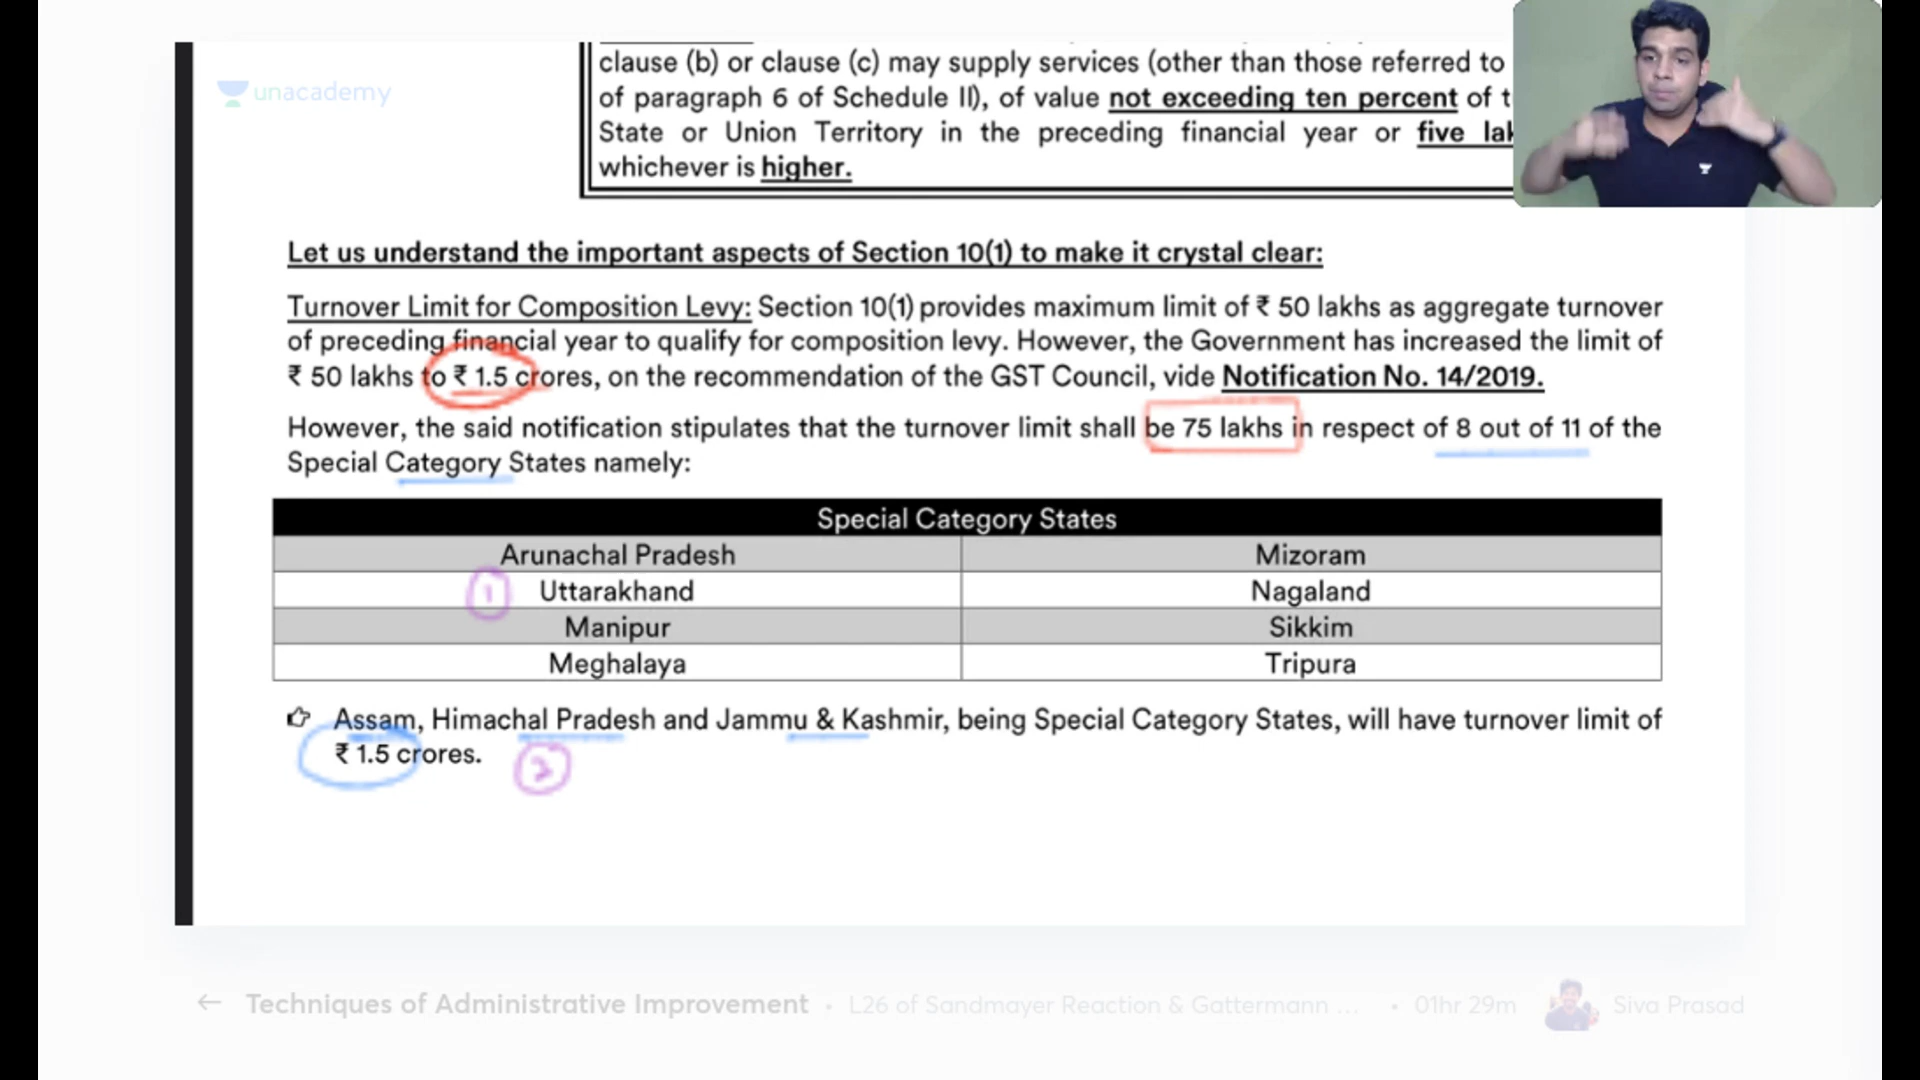 clause (b) or clause (c) may supply services (other than those referred to
unacademy
of paragraph 6 of Schedule II), of value not exceeding ten percent of t
State or Union Territory in the preceding financial year or five lak
whichever is higher.
Let us understand the important aspects of Section 10(1) to make it crystal clear:
Turnover Limit for Composition Levy: Section 10(1) provides maximum limit of ₹ 50 lakhs as aggregate turnover
of preceding financial year to qualify for composition levy. However, the Government has increased the limit of
₹ 50 lakhs to ₹ 1.5 crores, on the recommendation of the GST Council, vide Notification No. 14/2019.
However, the said notification stipulates that the turnover limit shall be 75 lakhs in respect of 8 out of 11 of the
Special Category States namely:
Special Category States
Arunachal Pradesh Mizoram
1 Uttarakhand Nagaland
Manipur Sikkim
Meghalaya Tripura
Assam, Himachal Pradesh and Jammu & Kashmir, being Special Category States, will have turnover limit of
₹ 1.5 crores. 2
← Techniques of Administrative Improvement • L26 of Sandmayer Reaction & Gattermann ... • 01hr 29m Siva Prasad